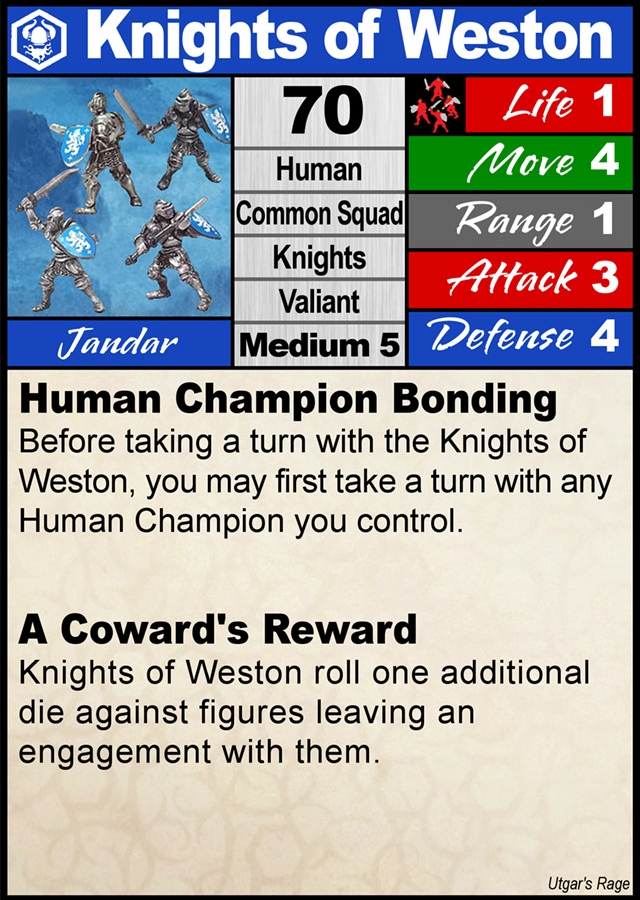 Knights of Weston
70
Human
Common Squad
Knights
Valiant
Medium 5
Life 1
Move 4
Range 1
Attack 3
Defense 4
Jandar
Human Champion Bonding
Before taking a turn with the Knights of
Weston, you may first take a turn with any
Human Champion you control.
A Coward's Reward
Knights of Weston roll one additional
die against figures leaving an
engagement with them.
Utgar's Rage